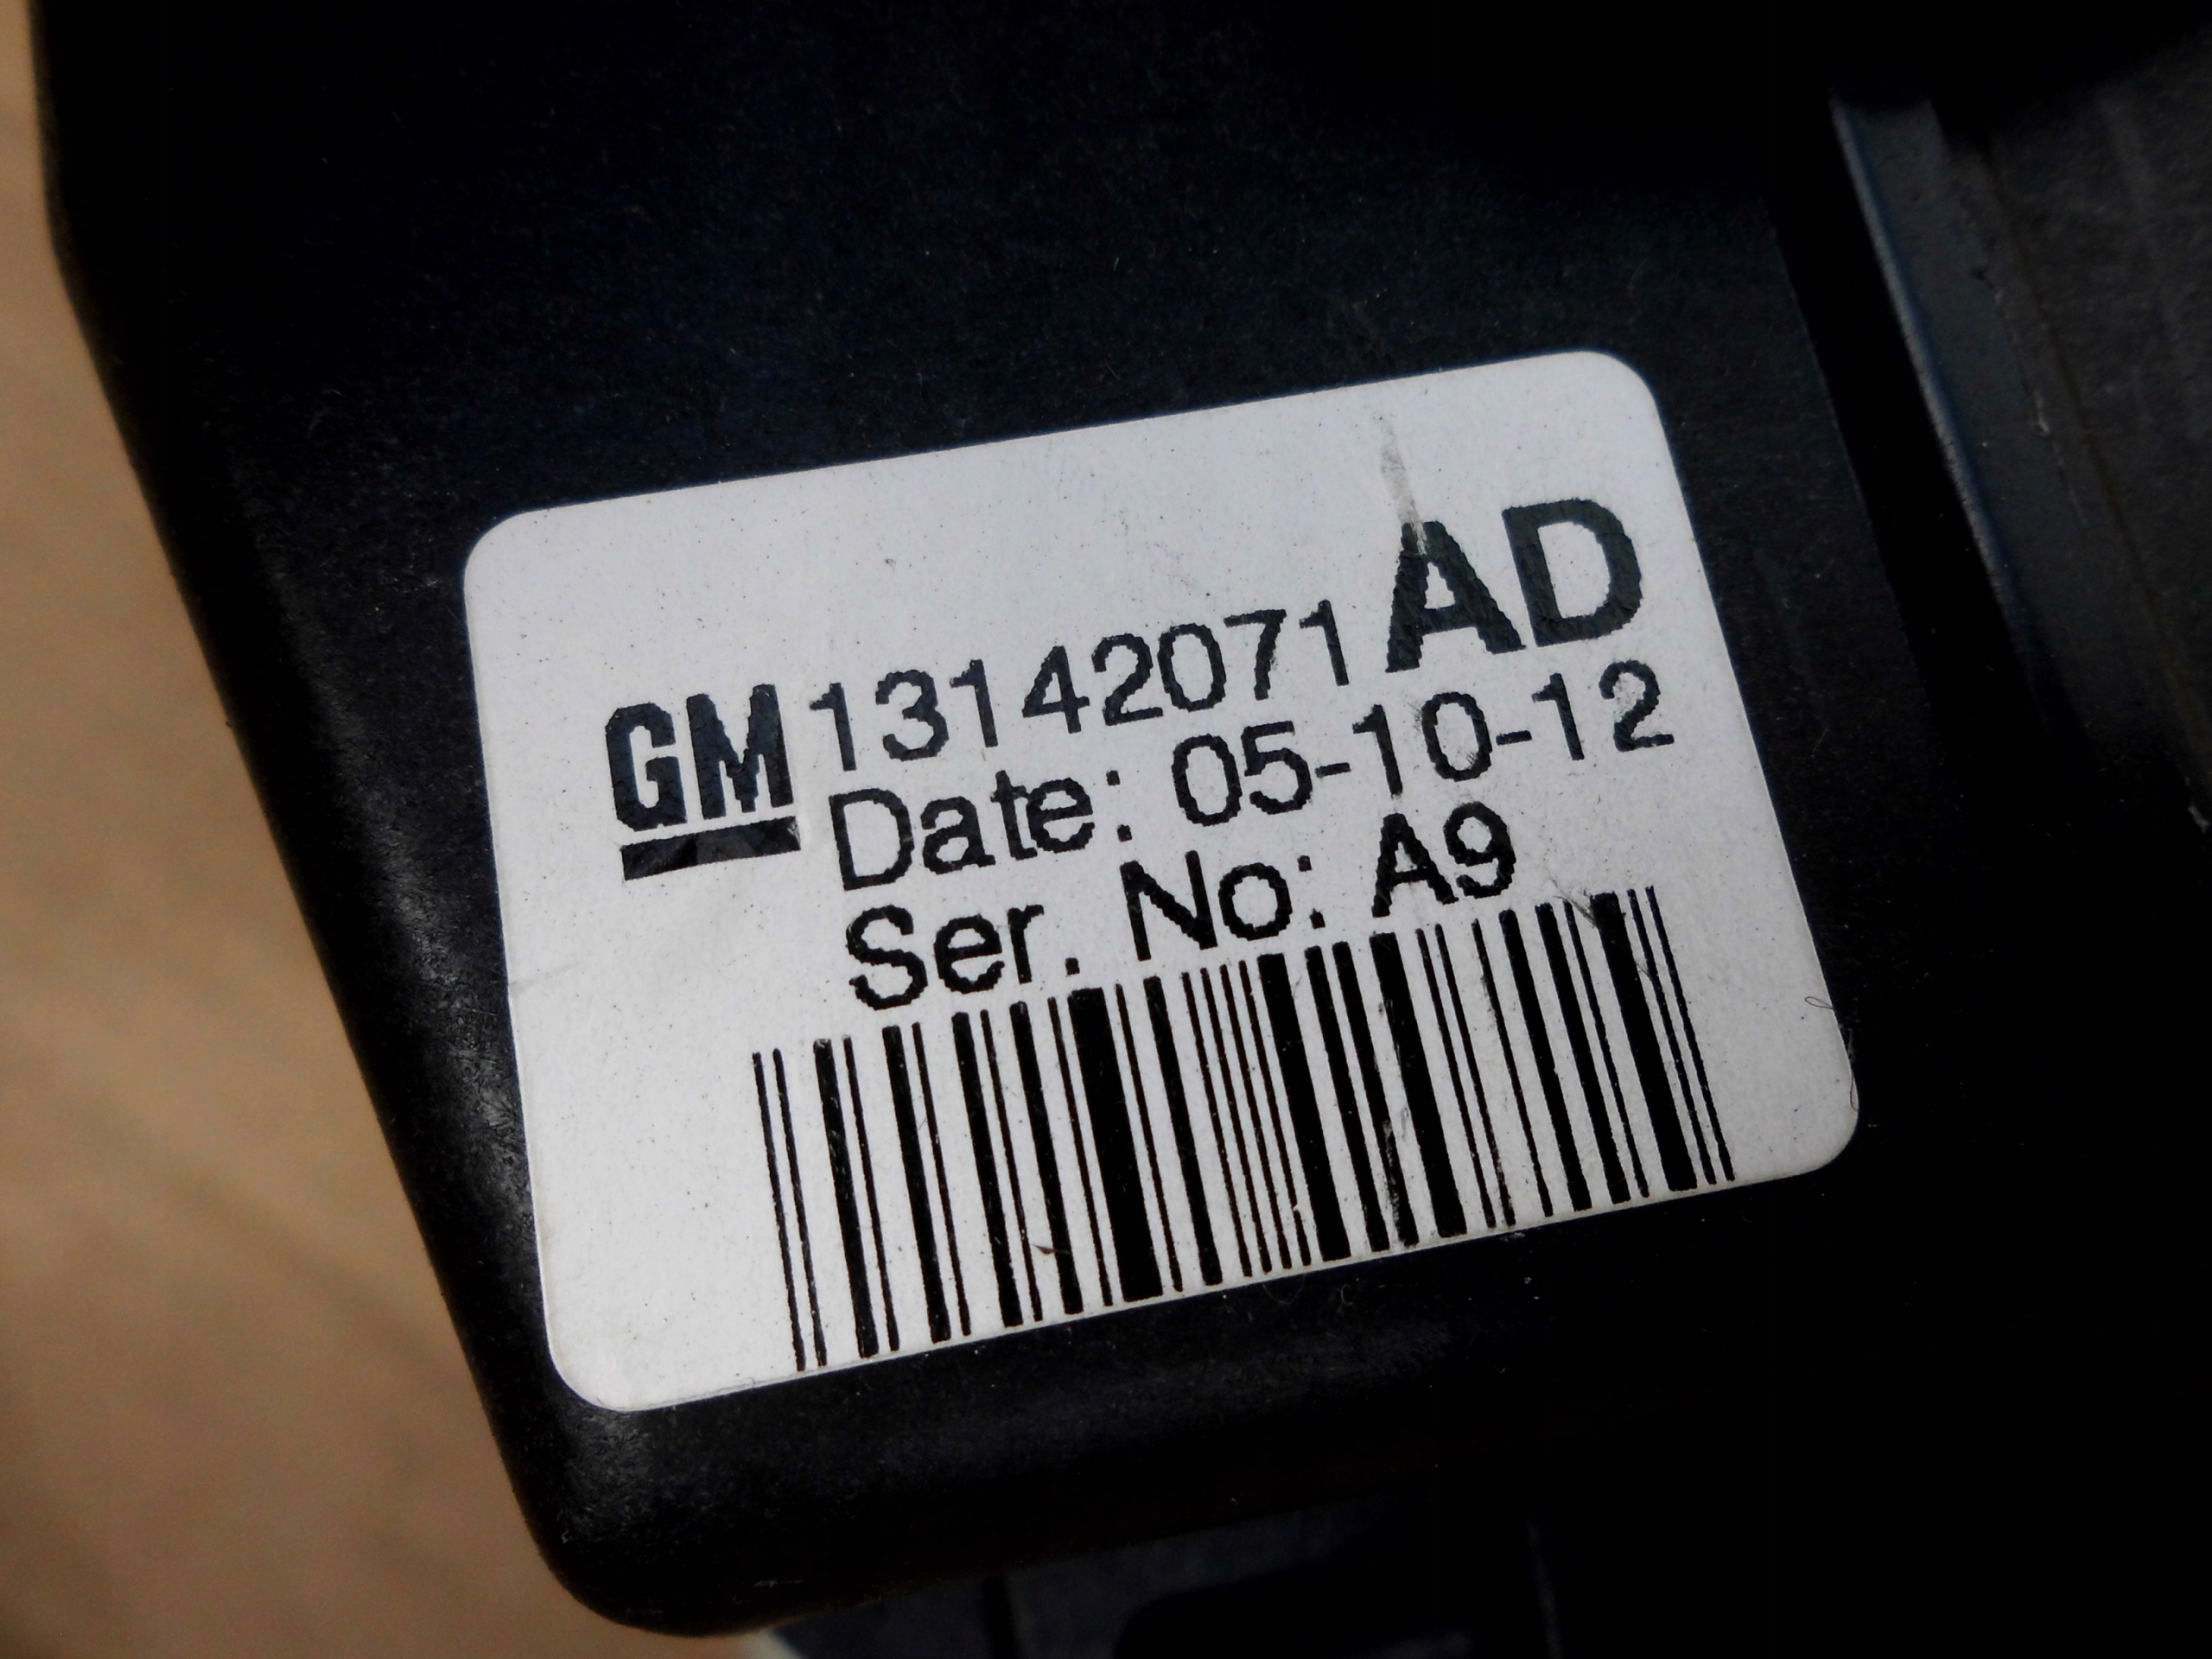 GM 13142071 AD
Date: 05-10-12
Ser. No: A9